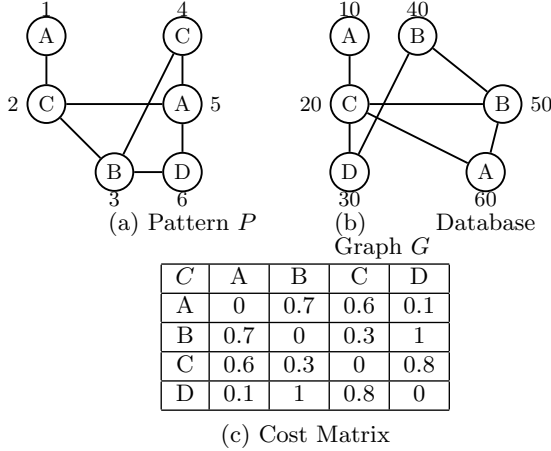 1 4 10 40
A C A B
2 C A 5 20 C B 50
B D D A
3 6 30 60
(a) Pattern P (b) Database
Graph G
C A B C D
A 0 0.7 0.6 0.1
B 0.7 0 0.3 1
C 0.6 0.3 0 0.8
D 0.1 1 0.8 0
(c) Cost Matrix